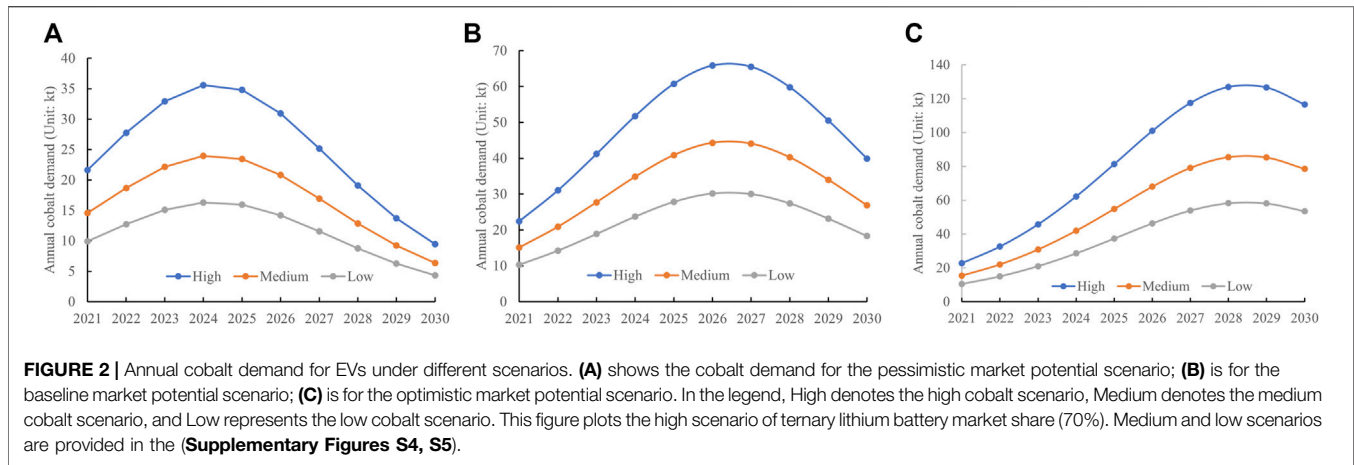 A
Annual cobalt demand (Unit: kt)
40
35
30
25
20
15
10
5
0
High
Medium
Low
2021 2022 2023 2024 2025 2026 2027 2028 2029 2030
B
Annual cobalt demand (Unit: kt)
70
60
50
40
30
20
10
0
High
Medium
Low
2021 2022 2023 2024 2025 2026 2027 2028 2029 2030
C
Annual cobalt demand (Unit: kt)
140
120
100
80
60
40
20
0
High
Medium
Low
2021 2022 2023 2024 2025 2026 2027 2028 2029 2030
FIGURE 2 | Annual cobalt demand for EVs under different scenarios. (A) shows the cobalt demand for the pessimistic market potential scenario; (B) is for the
baseline market potential scenario; (C) is for the optimistic market potential scenario. In the legend, High denotes the high cobalt scenario, Medium denotes the medium
cobalt scenario, and Low represents the low cobalt scenario. This figure plots the high scenario of ternary lithium battery market share (70%). Medium and low scenarios
are provided in the (Supplementary Figures S4, S5).